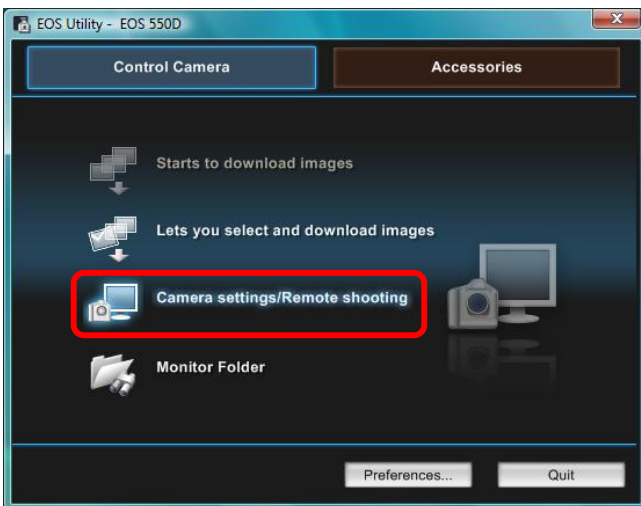 EOS Utility - EOS 550D
Control Camera
Accessories
Starts to download images
Lets you select and download images
Camera settings/Remote shooting
Monitor Folder
Preferences...
Quit